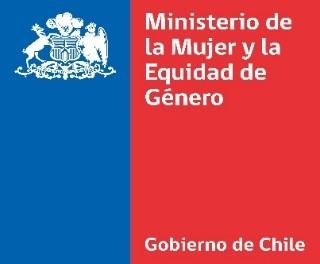 Ministerio de
la Mujer y la
Equidad de
Género
Gobierno de Chile